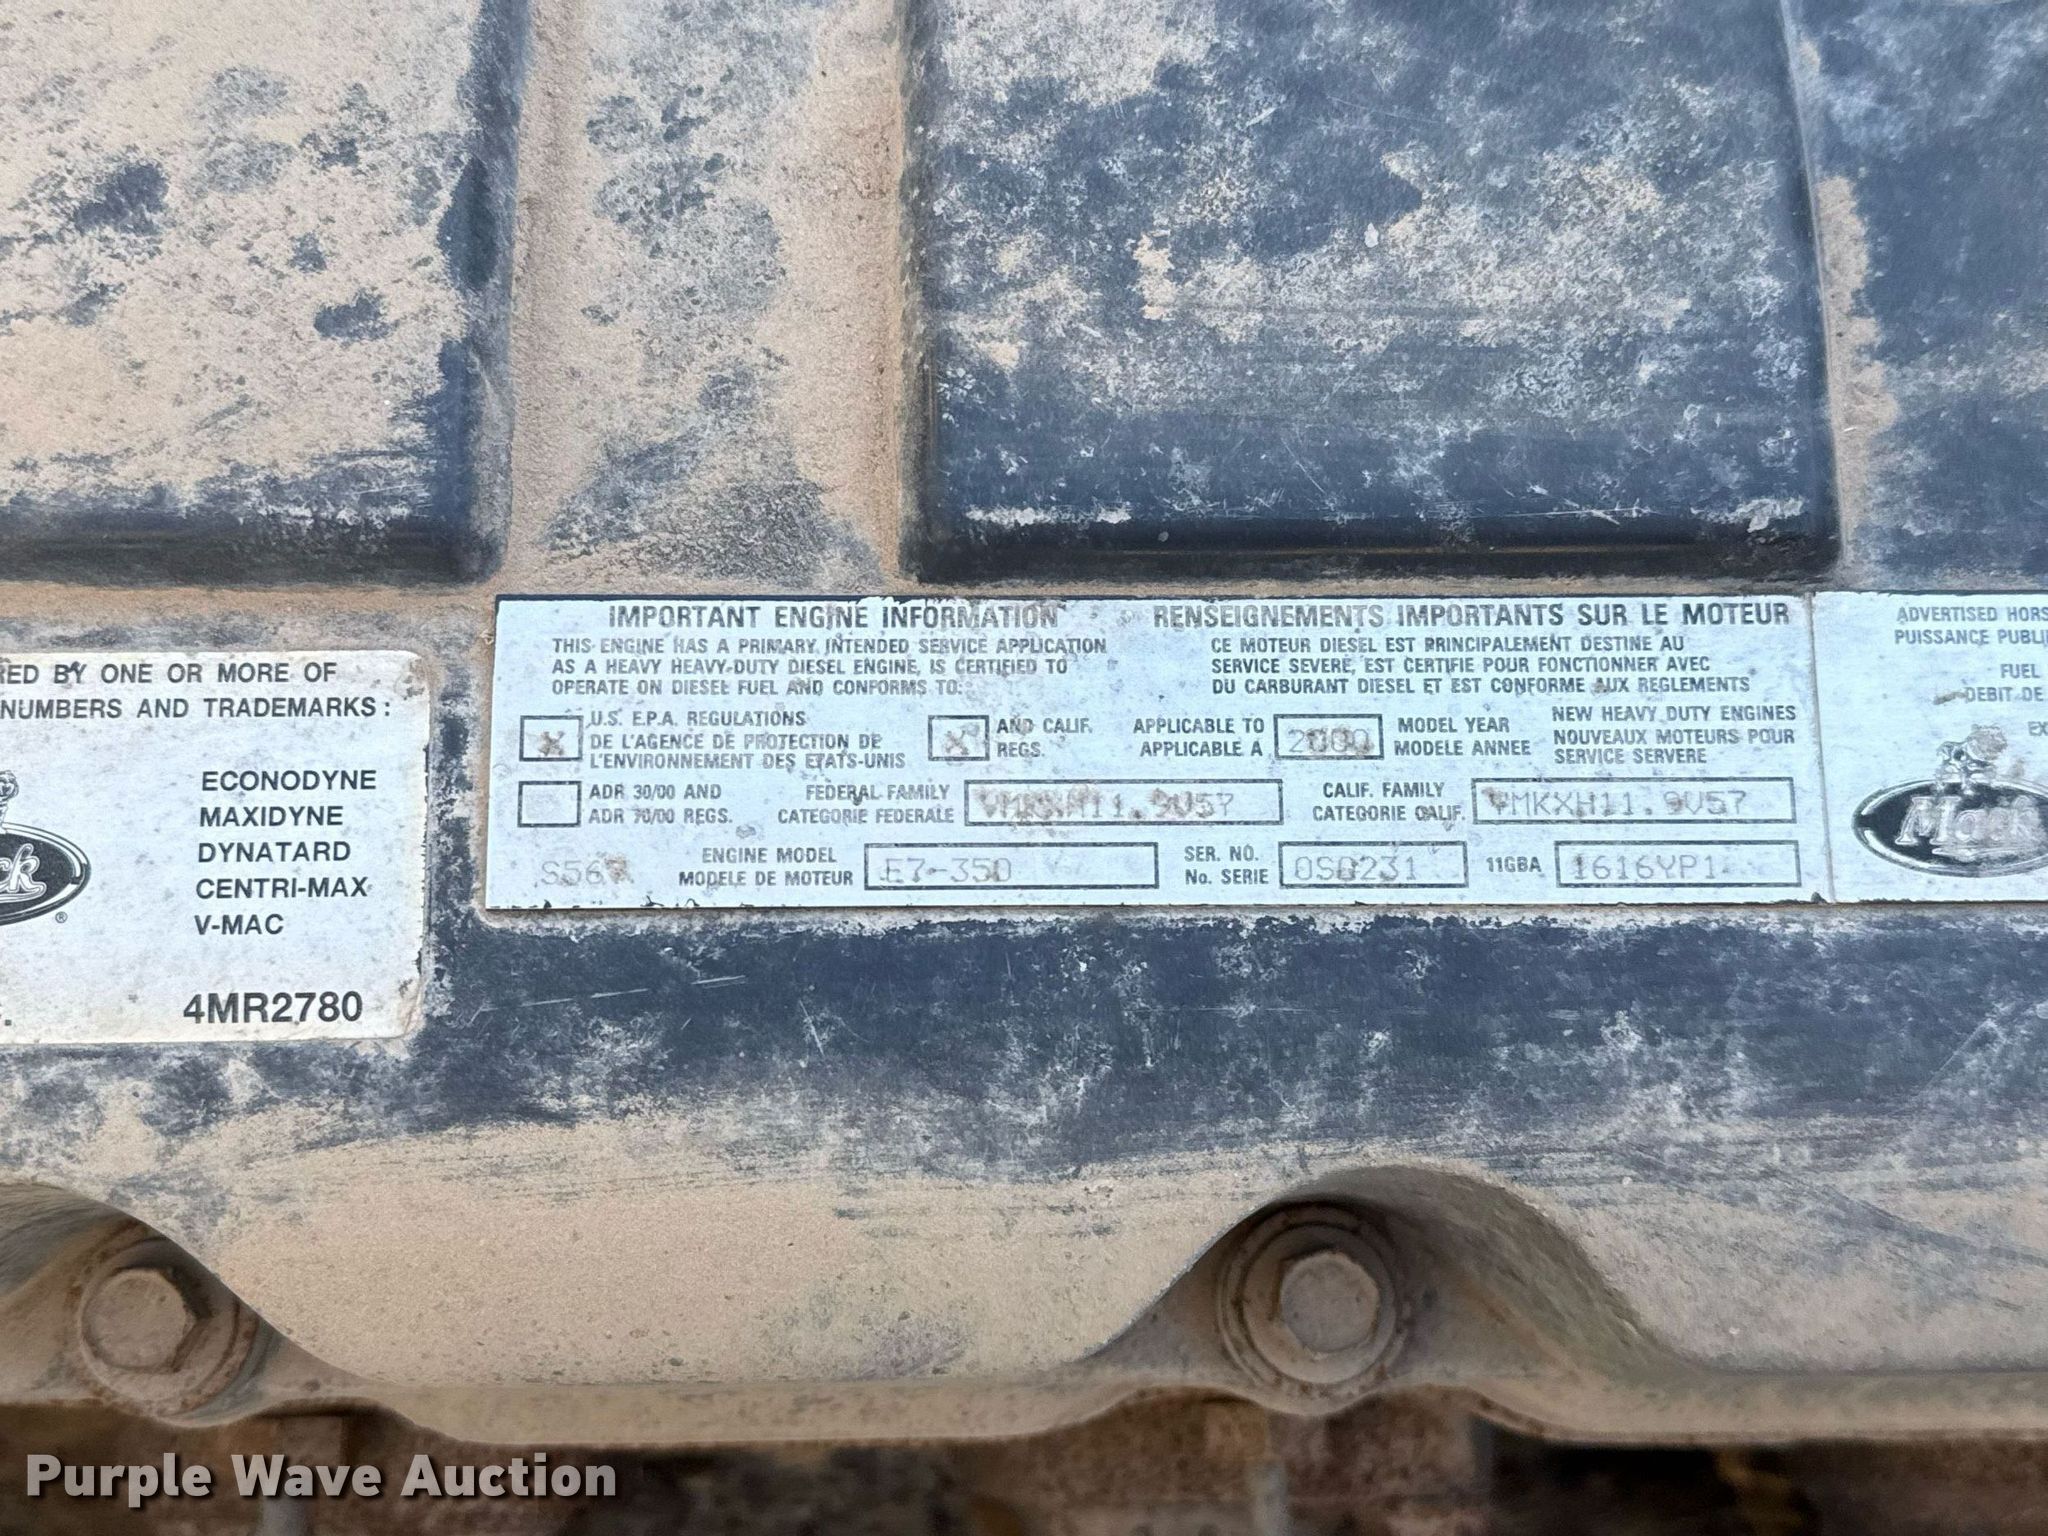 RED BY ONE OR MORE OF
NUMBERS AND TRADEMARKS:
ECONODYNE
MAXIDYNE
DYNATARD
CENTRI-MAX
V-MAC
®
4MR2780
IMPORTANT ENGINE INFORMATION
THIS ENGINE HAS A PRIMARY INTENDED SERVICE APPLICATION
AS A HEAVY HEAVY-DUTY DIESEL ENGINE, IS CERTIFIED TO
OPERATE ON DIESEL FUEL AND CONFORMS TO:
RENSEIGNEMENTS IMPORTANTS SUR LE MOTEUR
CE MOTEUR DIESEL EST PRINCIPALEMENT DESTINE AU
SERVICE SEVERE, EST CERTIFIE POUR FONCTIONNER AVEC
DU CARBURANT DIESEL ET EST CONFORME AUX REGLEMENTS
X U.S. E.P.A. REGULATIONS
DE L'AGENCE DE PROTECTION DE
L'ENVIRONNEMENT DES ETATS-UNIS
X AND CALIF.
REGS.
APPLICABLE TO
APPLICABLE A
2000
MODEL YEAR
MODELE ANNEE
NEW HEAVY DUTY ENGINES
NOUVEAUX MOTEURS POUR
SERVICE SERVERE
ADR 30/00 AND
ADR 70/00 REGS.
FEDERAL FAMILY
CATEGORIE FEDERALE
YMKXH11.9V57
CALIF. FAMILY
CATEGORIE CALIF.
YMKXH11.9V57
S567
ENGINE MODEL
MODELE DE MOTEUR
E7-350
SER. NO.
No. SERIE
0S0231
11GBA
1616YP1
ADVERTISED HORS
PUISSANCE PUBLI
FUEL
DEBIT DE
EX
Mack
Purple Wave Auction